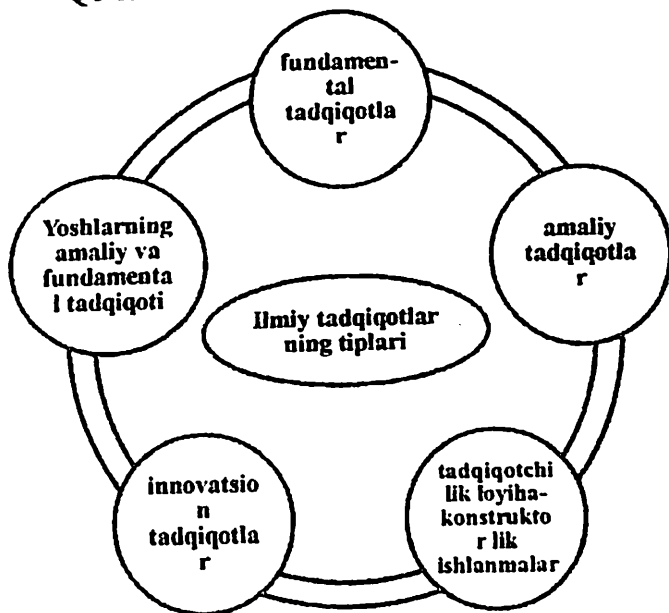 fundamen-
tal
tadqiqotla
r
amaliy
tadqiqotla
r
tadqiqotchi
lik loyiha-
konstrukto
r lik
ishlanmalar
innovatsio
n
tadqiqotla
r
Yoshlarning
amaliy va
fundamenta
l tadqiqoti
Ilmiy tadqiqotlar
ning tiplari